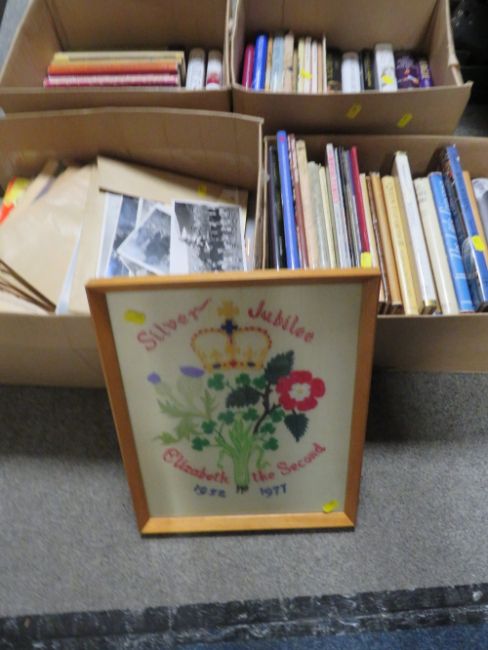 Silver Jubilee
Elizabeth the Second
1952 1977